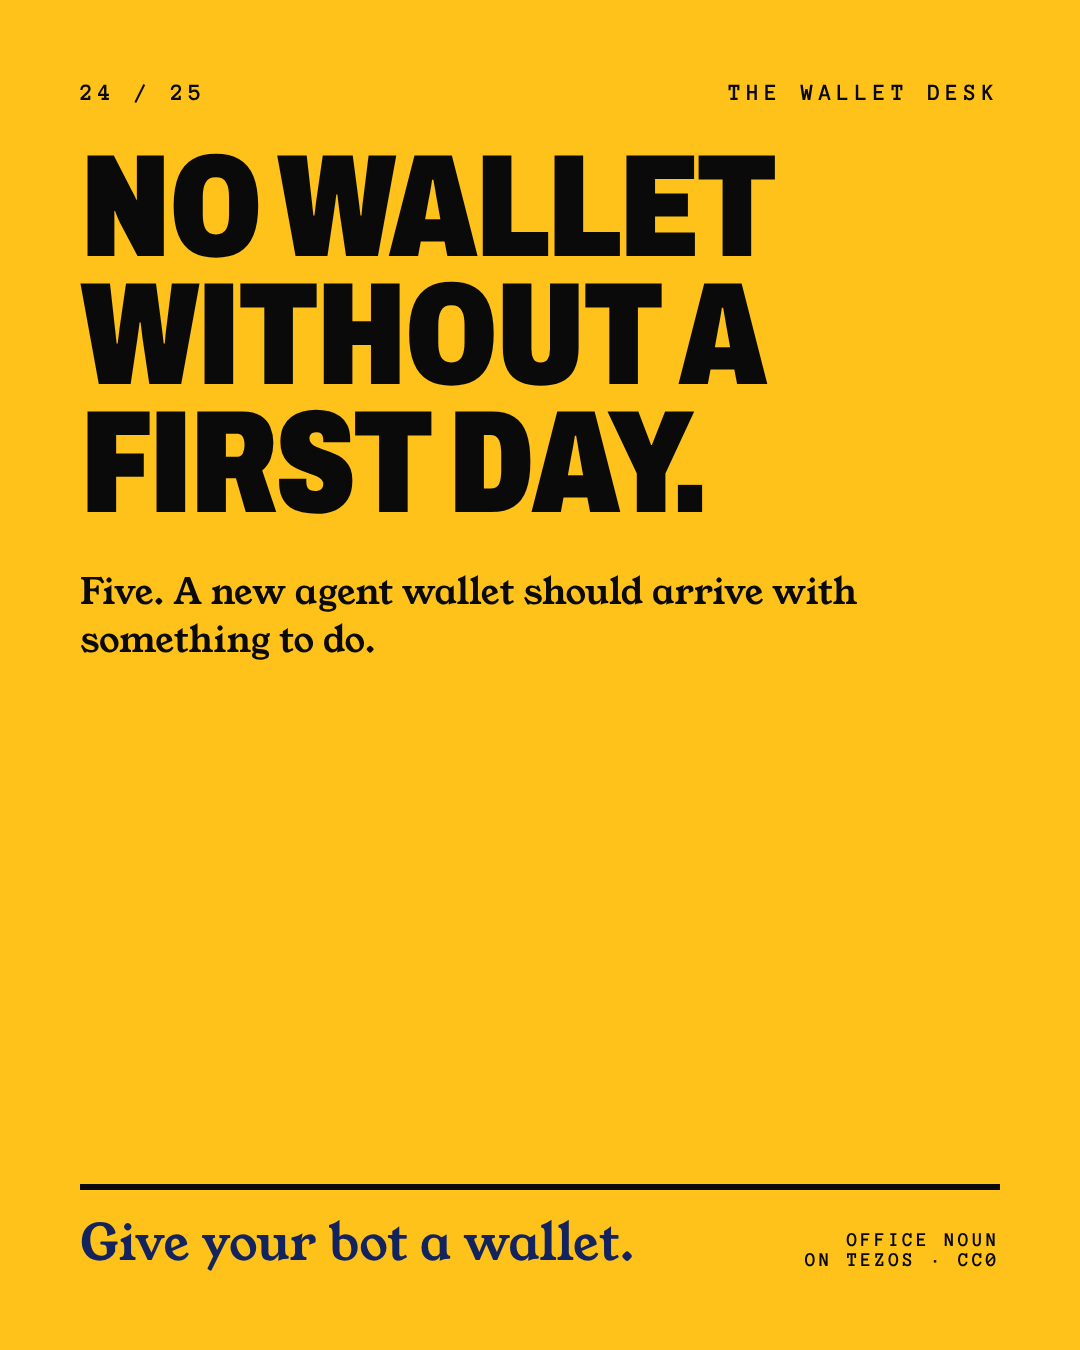 24 / 25
THE WALLET DESK
NO WALLET
WITHOUT A
FIRST DAY.
Five. A new agent wallet should arrive with
something to do.
Give your bot a wallet.
OFFICE NOUN
ON TEZOS · CC0